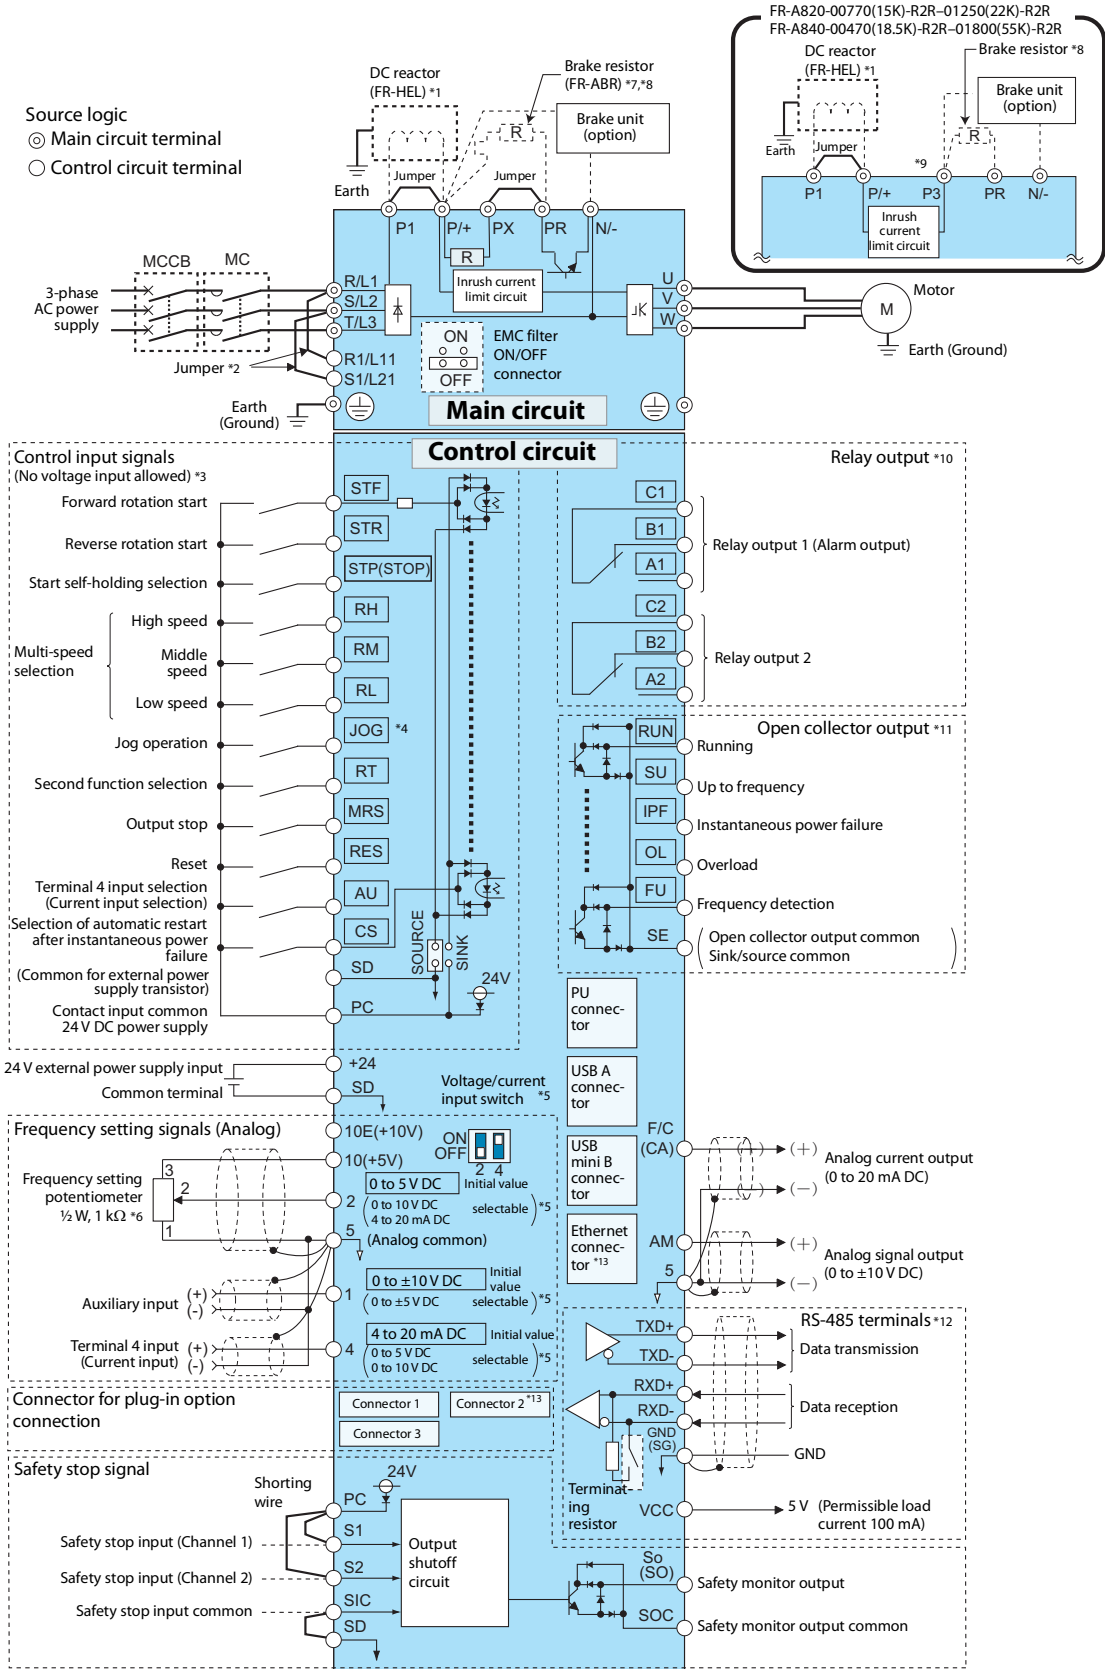 FR-A820-00770(15K)-R2R–01250(22K)-R2R
FR-A840-00470(18.5K)-R2R–01800(55K)-R2R
DC reactor
(FR-HEL) *1
Brake resistor *8
Brake unit
(option)
R
Earth
Jumper
*9
P1
P/+
P3
PR
N/-
Inrush
current
limit circuit
Source logic
Main circuit terminal
Control circuit terminal
DC reactor
(FR-HEL) *1
Brake resistor
(FR-ABR) *7,*8
Brake unit
(option)
R
Earth
Jumper
Jumper
P1
P/+
PX
PR
N/-
R
Inrush current
limit circuit
MCCB
MC
3-phase
AC power
supply
R/L1
S/L2
T/L3
R1/L11
S1/L21
Jumper *2
Earth
(Ground)
U
V
W
Motor
M
Earth (Ground)
ON
OFF
EMC filter
ON/OFF
connector
Main circuit
Control circuit
Control input signals
(No voltage input allowed) *3
Forward rotation start
STF
Reverse rotation start
STR
Start self-holding selection
STP(STOP)
Multi-speed
selection
High speed
RH
Middle
speed
RM
Low speed
RL
Jog operation
JOG *4
Second function selection
RT
Output stop
MRS
Reset
RES
Terminal 4 input selection
(Current input selection)
AU
Selection of automatic restart
after instantaneous power
failure
CS
(Common for external power
supply transistor)
SD
Contact input common
24 V DC power supply
PC
SOURCE
SINK
24V
Relay output *10
C1
B1
A1
Relay output 1 (Alarm output)
C2
B2
A2
Relay output 2
Open collector output *11
RUN
Running
SU
Up to frequency
IPF
Instantaneous power failure
OL
Overload
FU
Frequency detection
SE
Open collector output common
Sink/source common
PU
connec-
tor
USB A
connec-
tor
USB
mini B
connec-
tor
Ethernet
connec-
tor *13
24 V external power supply input
+24
Common terminal
SD
Voltage/current
input switch *5
Frequency setting signals (Analog)
10E(+10V)
ON
OFF
2 4
10(+5V)
Frequency setting
potentiometer
½ W, 1 kΩ *6
3
2
1
2
0 to 5 V DC
Initial value
0 to 10 V DC
4 to 20 mA DC
selectable
*5
5
(Analog common)
Auxiliary input
(+)
(-)
1
0 to ±10 V DC
Initial
value
0 to ±5 V DC
selectable
*5
Terminal 4 input
(Current input)
(+)
(-)
4
4 to 20 mA DC
Initial value
0 to 5 V DC
0 to 10 V DC
selectable
*5
F/C
(CA)
(+)
(−)
Analog current output
(0 to 20 mA DC)
AM
(+)
5
(−)
Analog signal output
(0 to ±10 V DC)
RS-485 terminals *12
TXD+
TXD-
Data transmission
RXD+
RXD-
Data reception
GND
(SG)
GND
Terminat-
ing
resistor
VCC
5 V
(Permissible load
current 100 mA)
Connector for plug-in option
connection
Connector 1
Connector 2 *13
Connector 3
Safety stop signal
Shorting
wire
24V
PC
Safety stop input (Channel 1)
S1
Safety stop input (Channel 2)
S2
Safety stop input common
SIC
SD
Output
shutoff
circuit
So
(SO)
Safety monitor output
SOC
Safety monitor output common